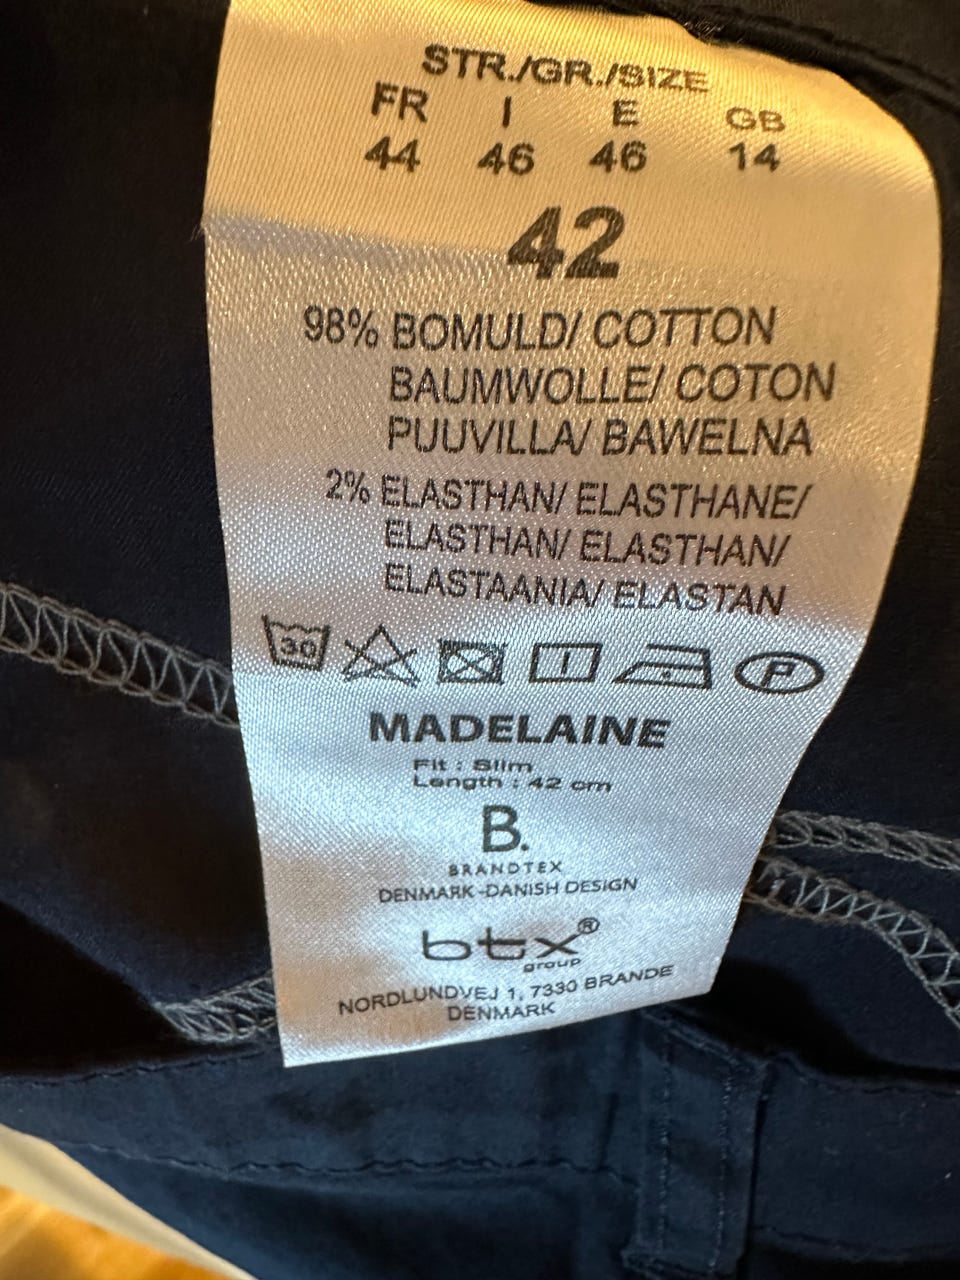 STR./GR./SIZE
FR I E GB
44 46 46 14
42
98% BOMULD/ COTTON
BAUMWOLLE/ COTON
PUUVILLA/ BAWELNA
2% ELASTHAN/ ELASTHANE/
ELASTHAN/ ELASTHAN/
ELASTAANIA/ ELASTAN
30 P
MADELAINE
Fit : Slim
Length : 42 cm
B.
BRANDTEX
DENMARK-DANISH DESIGN
btx®
group
NORDLUNDVEJ 1, 7330 BRANDE
DENMARK